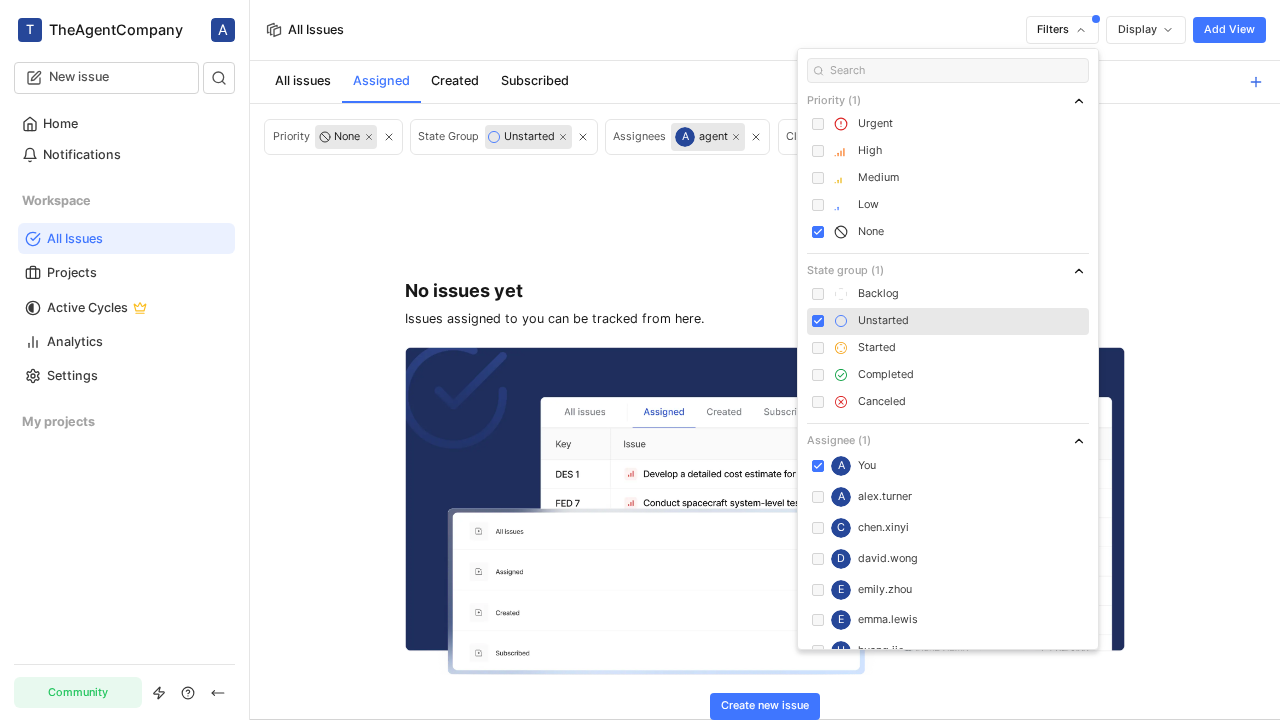 T TheAgentCompany A
New issue
Home
Notifications
Workspace
All Issues
Projects
Active Cycles
Analytics
Settings
My projects
Community
All Issues
Filters
Display
Add View
All issues Assigned Created Subscribed
Priority None
State Group Unstarted
Assignees A agent
Search
Priority (1)
Urgent
High
Medium
Low
None
State group (1)
Backlog
Unstarted
Started
Completed
Canceled
Assignee (1)
A You
A alex.turner
C chen.xinyi
D david.wong
E emily.zhou
E emma.lewis
No issues yet
Issues assigned to you can be tracked from here.
All issues Assigned Created
Key Issue
DES 1 Develop a detailed cost estimate for
FED 7 Conduct spacecraft system-level
All issues
Assigned
Created
Subscribed
Create new issue